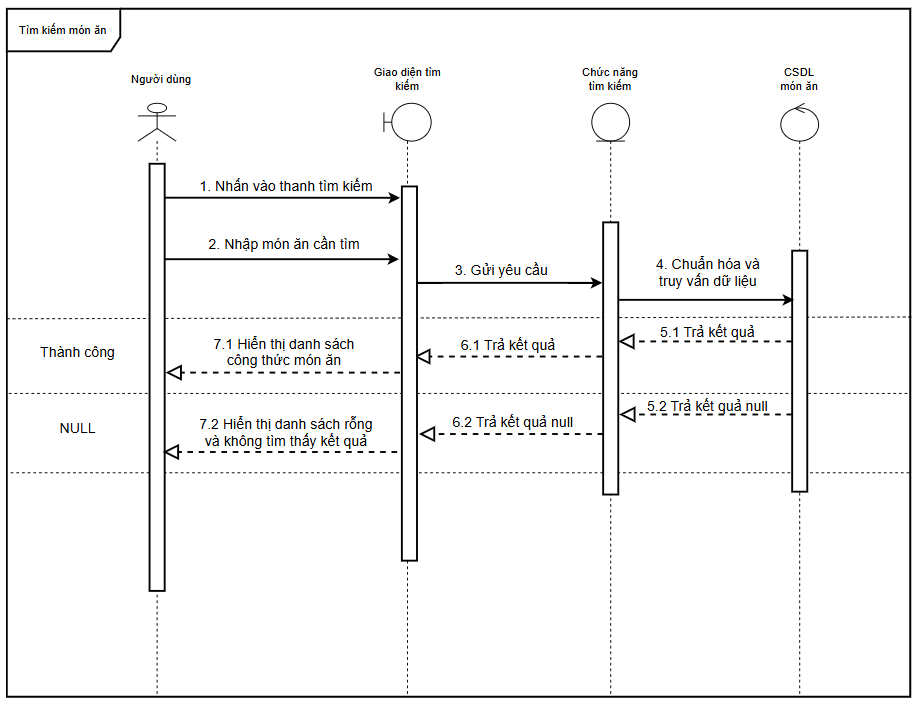 Tìm kiếm món ăn
Người dùng
Giao diện tìm
kiếm
Chức năng
tìm kiếm
CSDL
món ăn
1. Nhấn vào thanh tìm kiếm
2. Nhập món ăn cần tìm
3. Gửi yêu cầu
4. Chuẩn hóa và
truy vấn dữ liệu
Thành công
5.1 Trả kết quả
6.1 Trả kết quả
7.1 Hiển thị danh sách
công thức món ăn
NULL
5.2 Trả kết quả null
6.2 Trả kết quả null
7.2 Hiển thị danh sách rỗng
và không tìm thấy kết quả